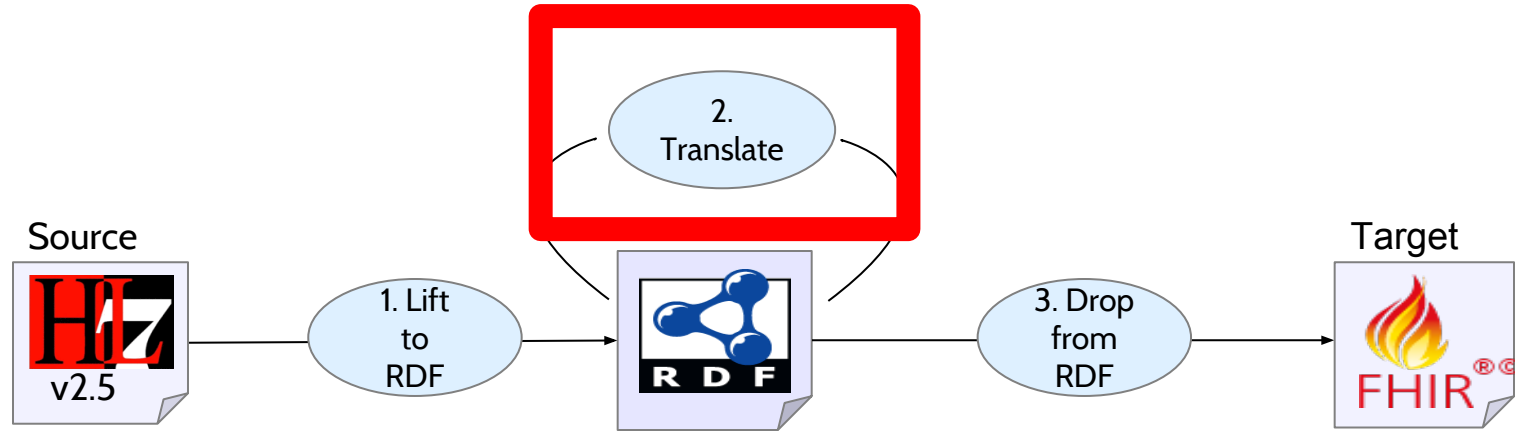 2.
Translate
Source
HL7
v2.5
1. Lift
to
RDF
RDF
3. Drop
from
RDF
Target
FHIR ® ©